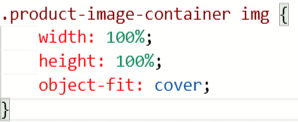 .product-image-container img {
    width: 100%;
    height: 100%;
    object-fit: cover;
}